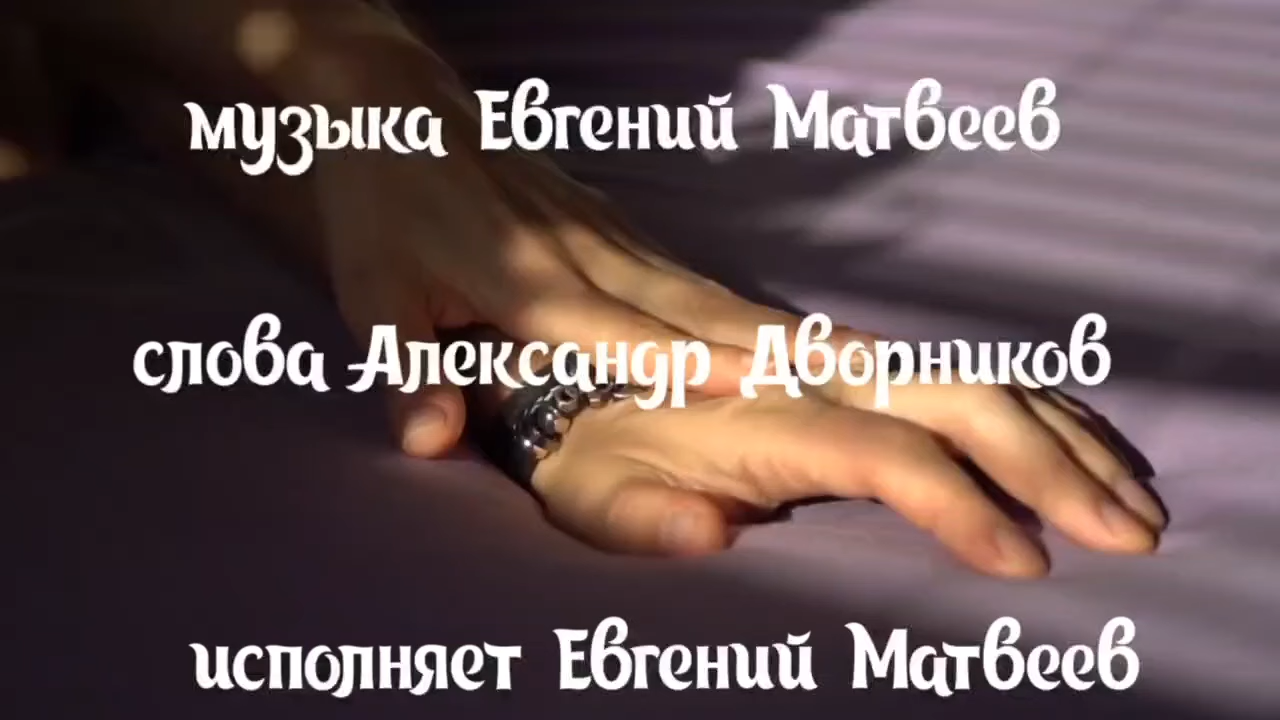 музыка Евгений Матвеев
слова Александр Дворников
исполняет Евгений Матвеев